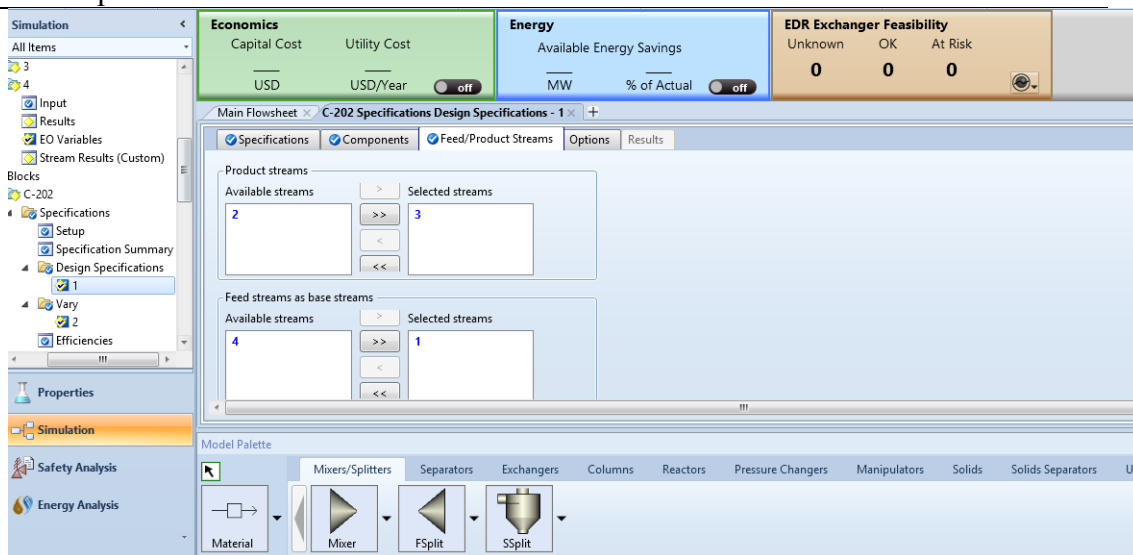 Simulation
All Items
3
4
Input
Results
EO Variables
Stream Results (Custom)
Blocks
C-202
Specifications
Setup
Specification Summary
Design Specifications
1
Vary
2
Efficiencies
Properties
Simulation
Safety Analysis
Energy Analysis
Economics
Capital Cost Utility Cost
USD USD/Year off
Energy
Available Energy Savings
MW % of Actual off
EDR Exchanger Feasibility
Unknown OK At Risk
0 0 0
Main Flowsheet × C-202 Specifications Design Specifications - 1 × +
Specifications Components Feed/Product Streams Options Results
Product streams
Available streams > Selected streams
2 >> 3
<
<<
Feed streams as base streams
Available streams > Selected streams
4 >> 1
<
<<
Model Palette
Mixers/Splitters Separators Exchangers Columns Reactors Pressure Changers Manipulators Solids Solids Separators U
Material Mixer FSplit SSplit